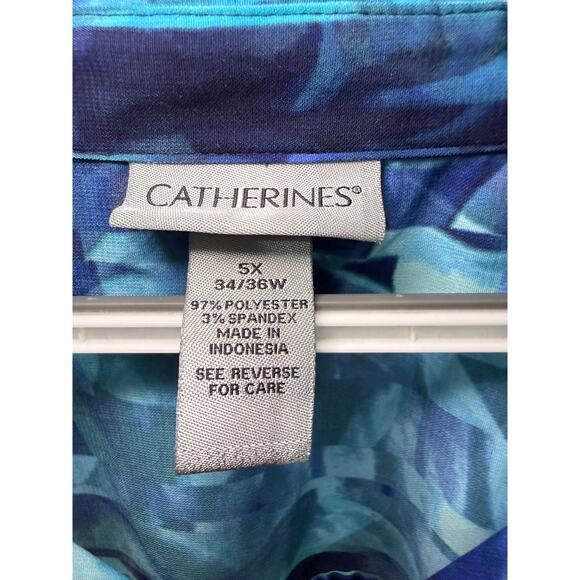 CATHERINES®
5X
34/36W
97% POLYESTER
3% SPANDEX
MADE IN
INDONESIA
SEE REVERSE
FOR CARE